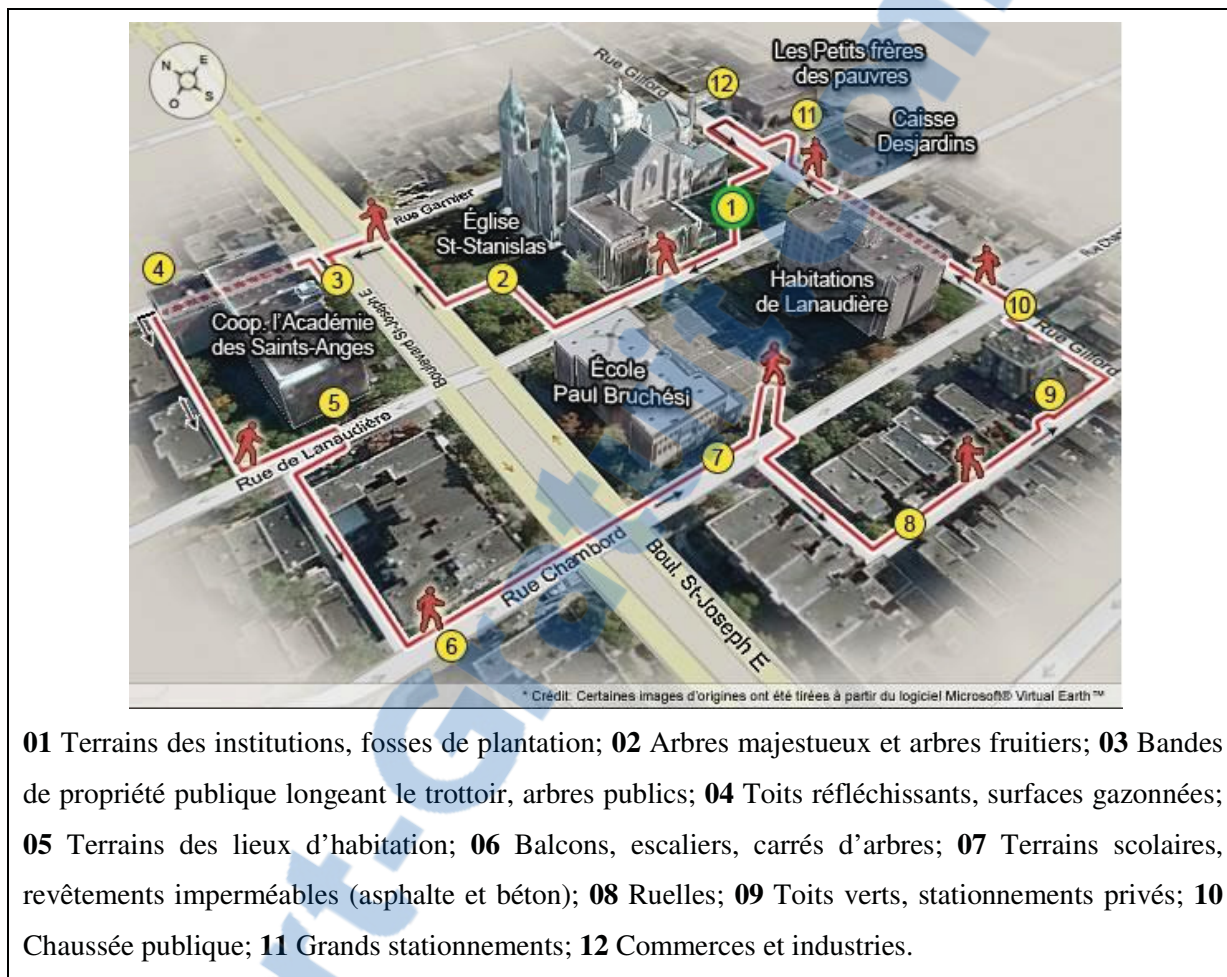 N
E
O
S
Rue Gilford
12
Les Petits frères
des pauvres
11
Caisse
Desjardins
Rue Garnier
1
Église
St-Stanislas
4
3
2
Habitations
de Lanaudière
10
Rue Gilford
Coop. l'Académie
des Saints-Anges
Boulevard St-Joseph E
École
Paul Bruchési
5
9
Rue de Lanaudière
7
8
Rue Chambord
Boul. St-Joseph E
6
* Crédit: Certaines images d'origines ont été tirées à partir du logiciel Microsoft® Virtual Earth™
01 Terrains des institutions, fosses de plantation; 02 Arbres majestueux et arbres fruitiers; 03 Bandes
de propriété publique longeant le trottoir, arbres publics; 04 Toits réfléchissants, surfaces gazonnées;
05 Terrains des lieux d'habitation; 06 Balcons, escaliers, carrés d'arbres; 07 Terrains scolaires,
revêtements imperméables (asphalte et béton); 08 Ruelles; 09 Toits verts, stationnements privés; 10
Chaussée publique; 11 Grands stationnements; 12 Commerces et industries.